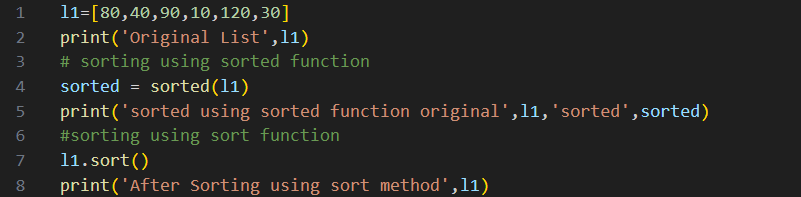 1 l1=[80,40,90,10,120,30]
2 print('Original List',l1)
3 # sorting using sorted function
4 sorted = sorted(l1)
5 print('sorted using sorted function original',l1,'sorted',sorted)
6 #sorting using sort function
7 l1.sort()
8 print('After Sorting using sort method',l1)